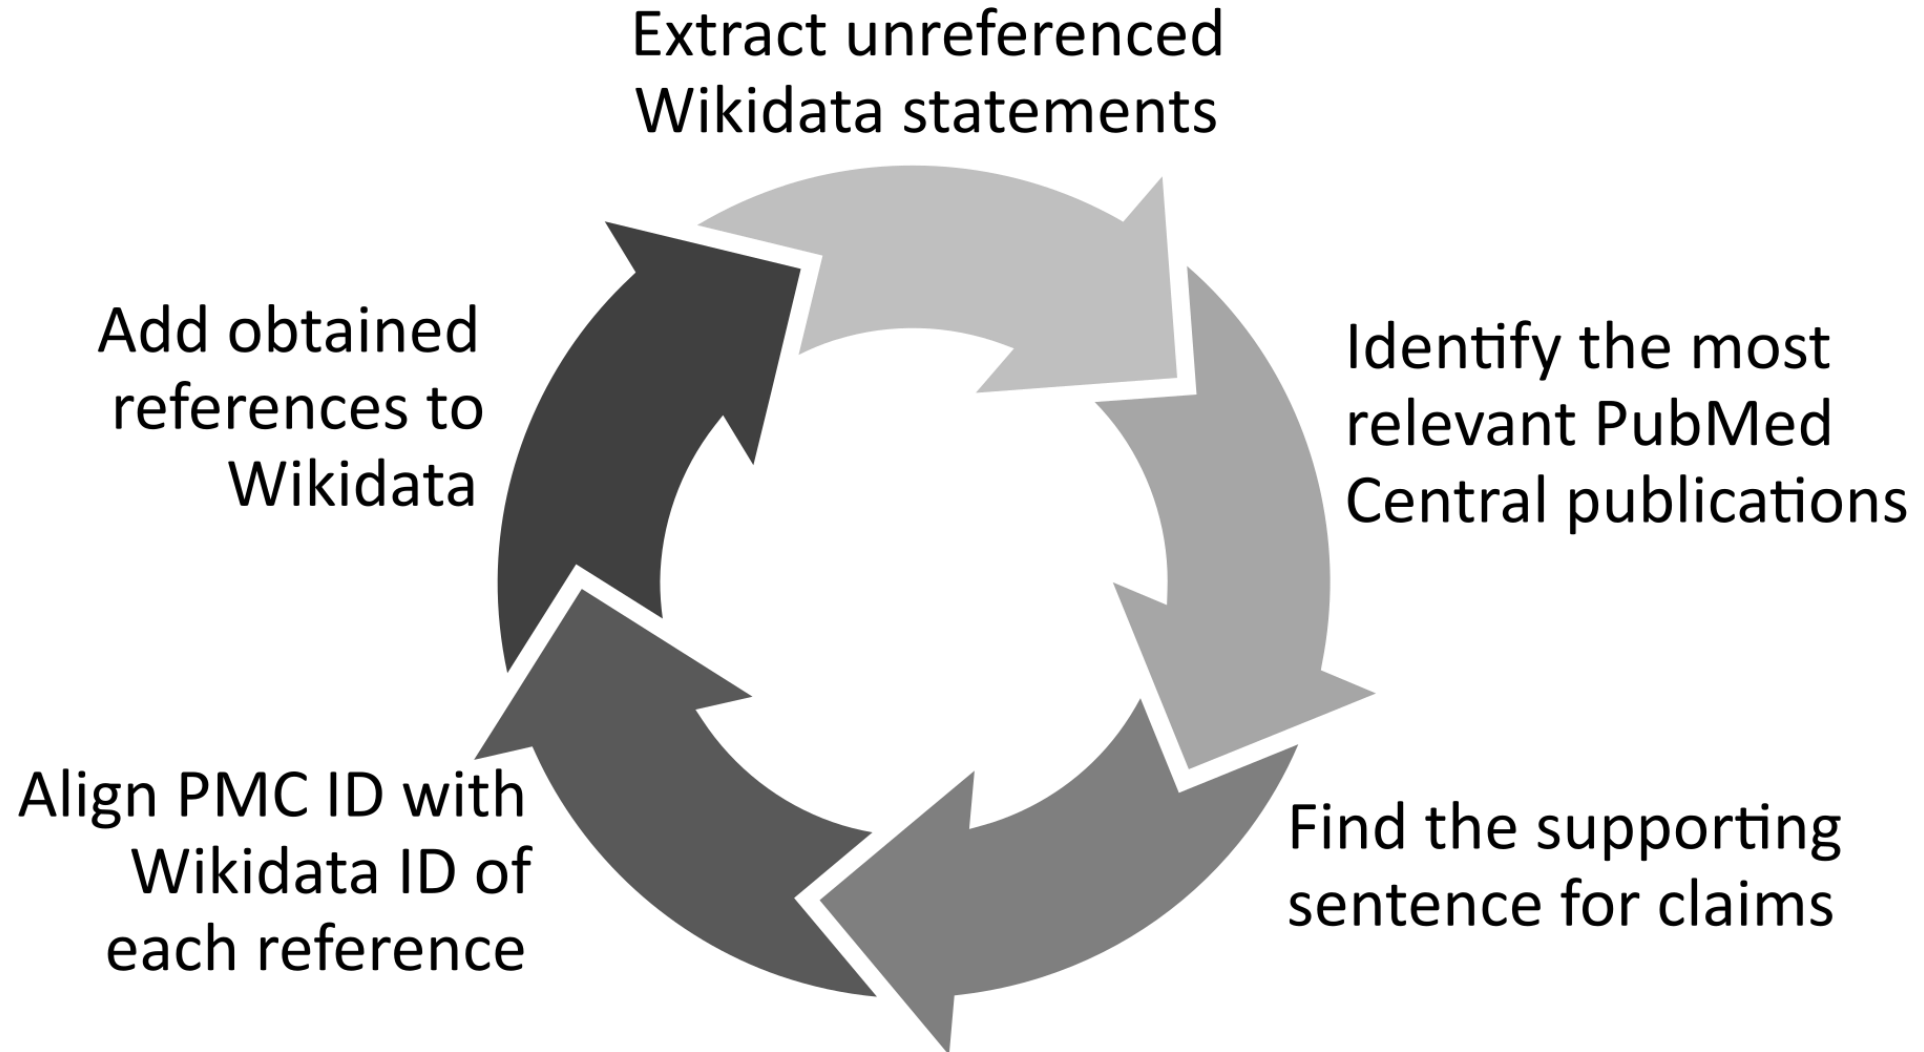 Extract unreferenced
Wikidata statements
Identify the most
relevant PubMed
Central publications
Find the supporting
sentence for claims
Align PMC ID with
Wikidata ID of
each reference
Add obtained
references to
Wikidata